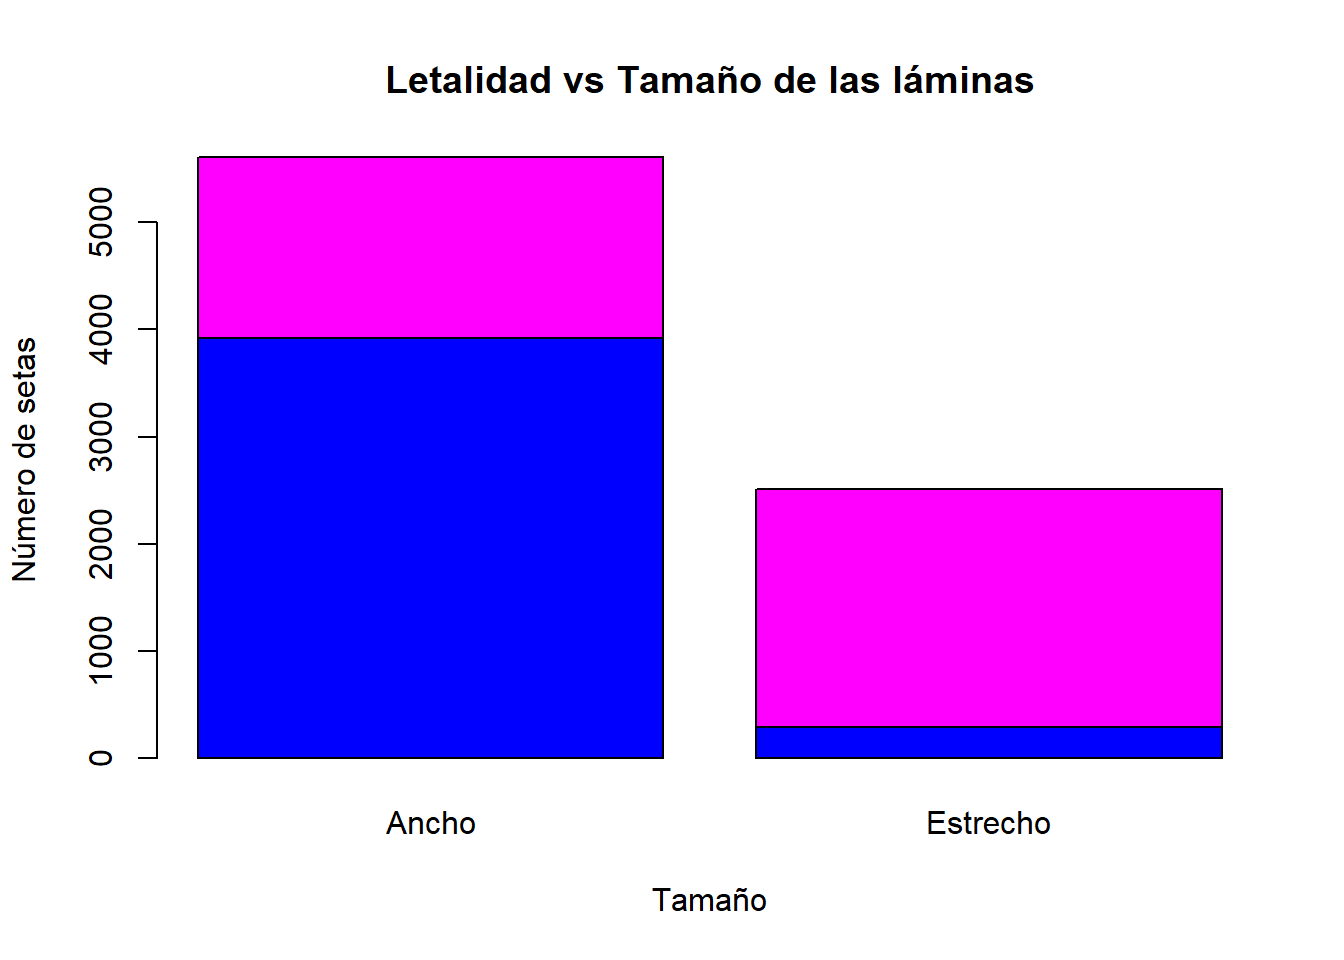 Letalidad vs Tamaño de las láminas
Número de setas
5000
4000
3000
2000
1000
0
Ancho
Estrecho
Tamaño